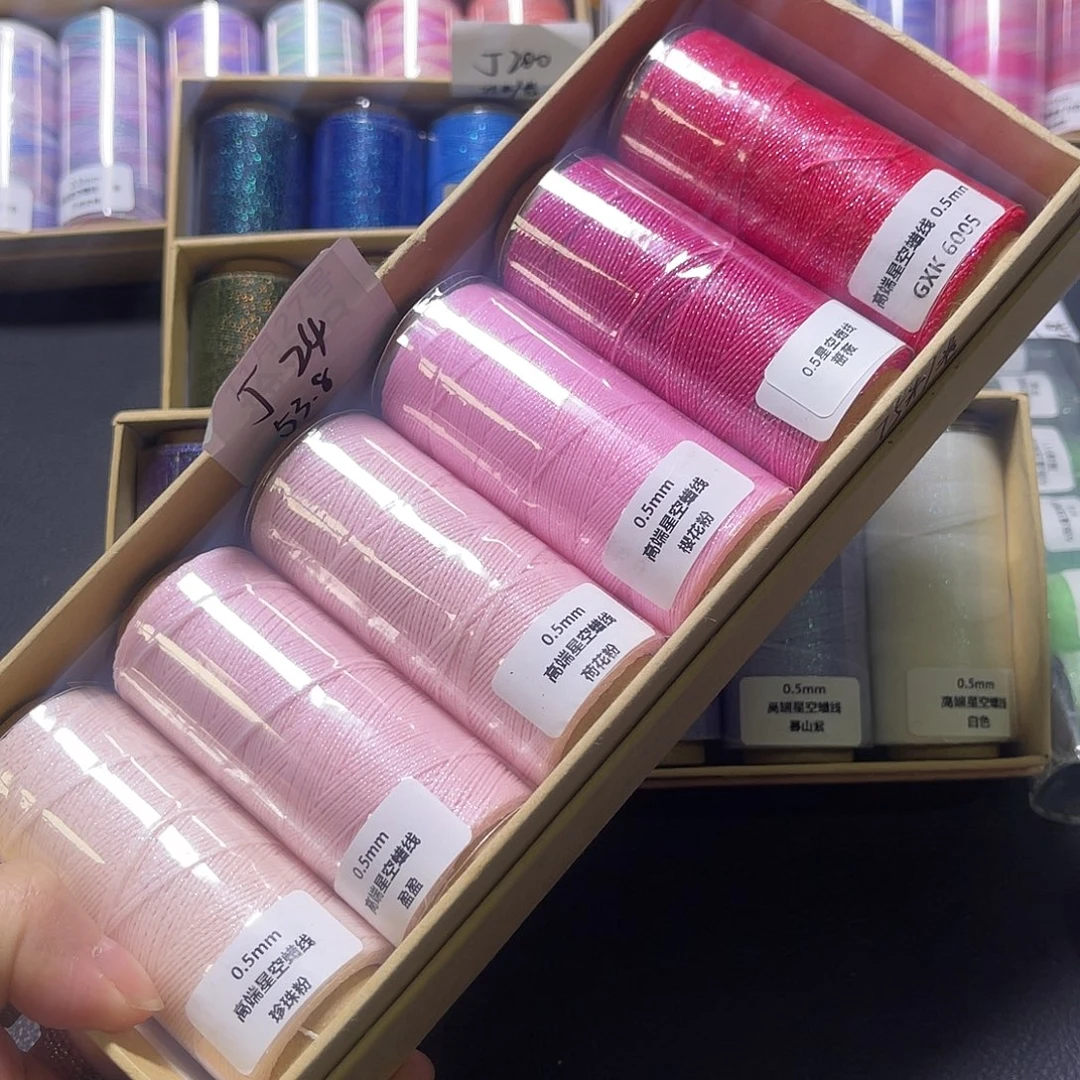 J 280
J 24
53.8
高端星空蜡线 0.5mm
GXK 6005
0.5星空蜡线
蔷薇
0.5mm
高端星空蜡线
樱花粉
0.5mm
高端星空蜡线
荷花粉
0.5mm
高端星空蜡线
盈盈
0.5mm
高端星空蜡线
珍珠粉
0.5mm
高端星空蜡线
暮山紫
0.5mm
高端星空蜡线
白色